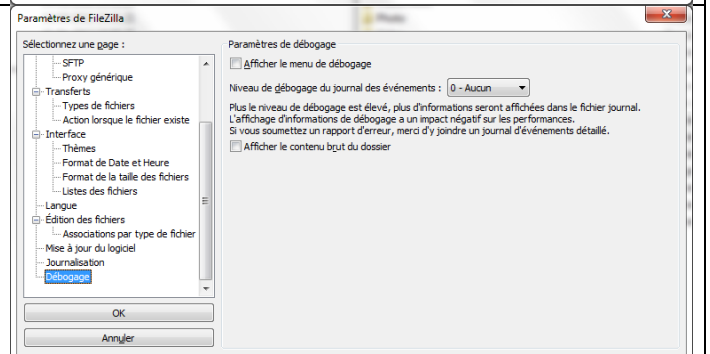 Photo
Paramètres de FileZilla
Sélectionnez une page :
SFTP
Proxy générique
Transferts
Types de fichiers
Action lorsque le fichier existe
Interface
Thèmes
Format de Date et Heure
Format de la taille des fichiers
Listes des fichiers
Langue
Édition des fichiers
Associations par type de fichier
Mise à jour du logiciel
Journalisation
Débogage
OK
Annuler
Paramètres de débogage
Afficher le menu de débogage
Niveau de débogage du journal des événements : 0 - Aucun
Plus le niveau de débogage est élevé, plus d'informations seront affichées dans le fichier journal.
L'affichage d'informations de débogage a un impact négatif sur les performances.
Si vous soumettez un rapport d'erreur, merci d'y joindre un journal d'événements détaillé.
Afficher le contenu brut du dossier